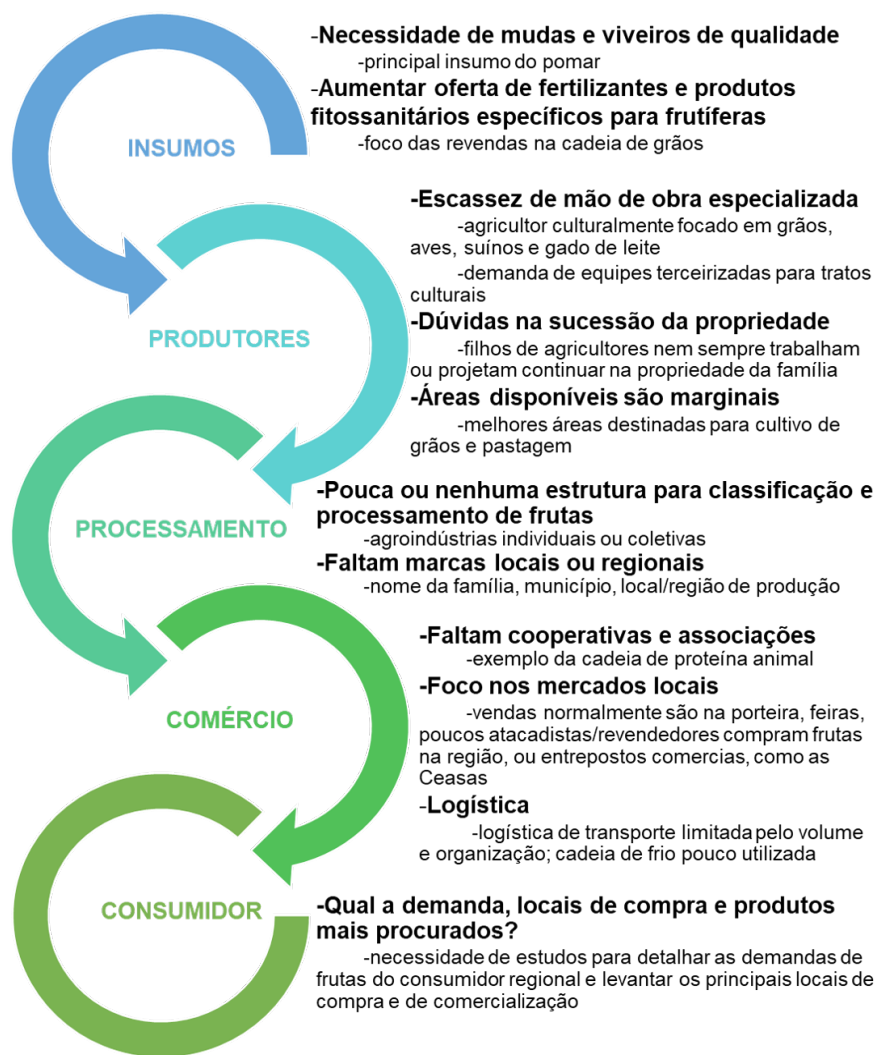 -Necessidade de mudas e viveiros de qualidade
-principal insumo do pomar
-Aumentar oferta de fertilizantes e produtos
fitossanitários específicos para frutíferas
-foco das revendas na cadeia de grãos
INSUMOS
-Escassez de mão de obra especializada
-agricultor culturalmente focado em grãos,
aves, suínos e gado de leite
-demanda de equipes terceirizadas para tratos
culturais
-Dúvidas na sucessão da propriedade
-filhos de agricultores nem sempre trabalham
ou projetam continuar na propriedade da família
-Áreas disponíveis são marginais
-melhores áreas destinadas para cultivo de
grãos e pastagem
PRODUTORES
-Pouca ou nenhuma estrutura para classificação e
processamento de frutas
-agroindústrias individuais ou coletivas
-Faltam marcas locais ou regionais
-nome da família, município, local/região de produção
PROCESSAMENTO
-Faltam cooperativas e associações
-exemplo da cadeia de proteína animal
-Foco nos mercados locais
-vendas normalmente são na porteira, feiras,
poucos atacadistas/revendedores compram frutas
na região, ou entrepostos comercias, como as
Ceasas
-Logística
-logística de transporte limitada pelo volume
e organização; cadeia de frio pouco utilizada
COMÉRCIO
-Qual a demanda, locais de compra e produtos
mais procurados?
-necessidade de estudos para detalhar as demandas de
frutas do consumidor regional e levantar os principais locais de
compra e de comercialização
CONSUMIDOR